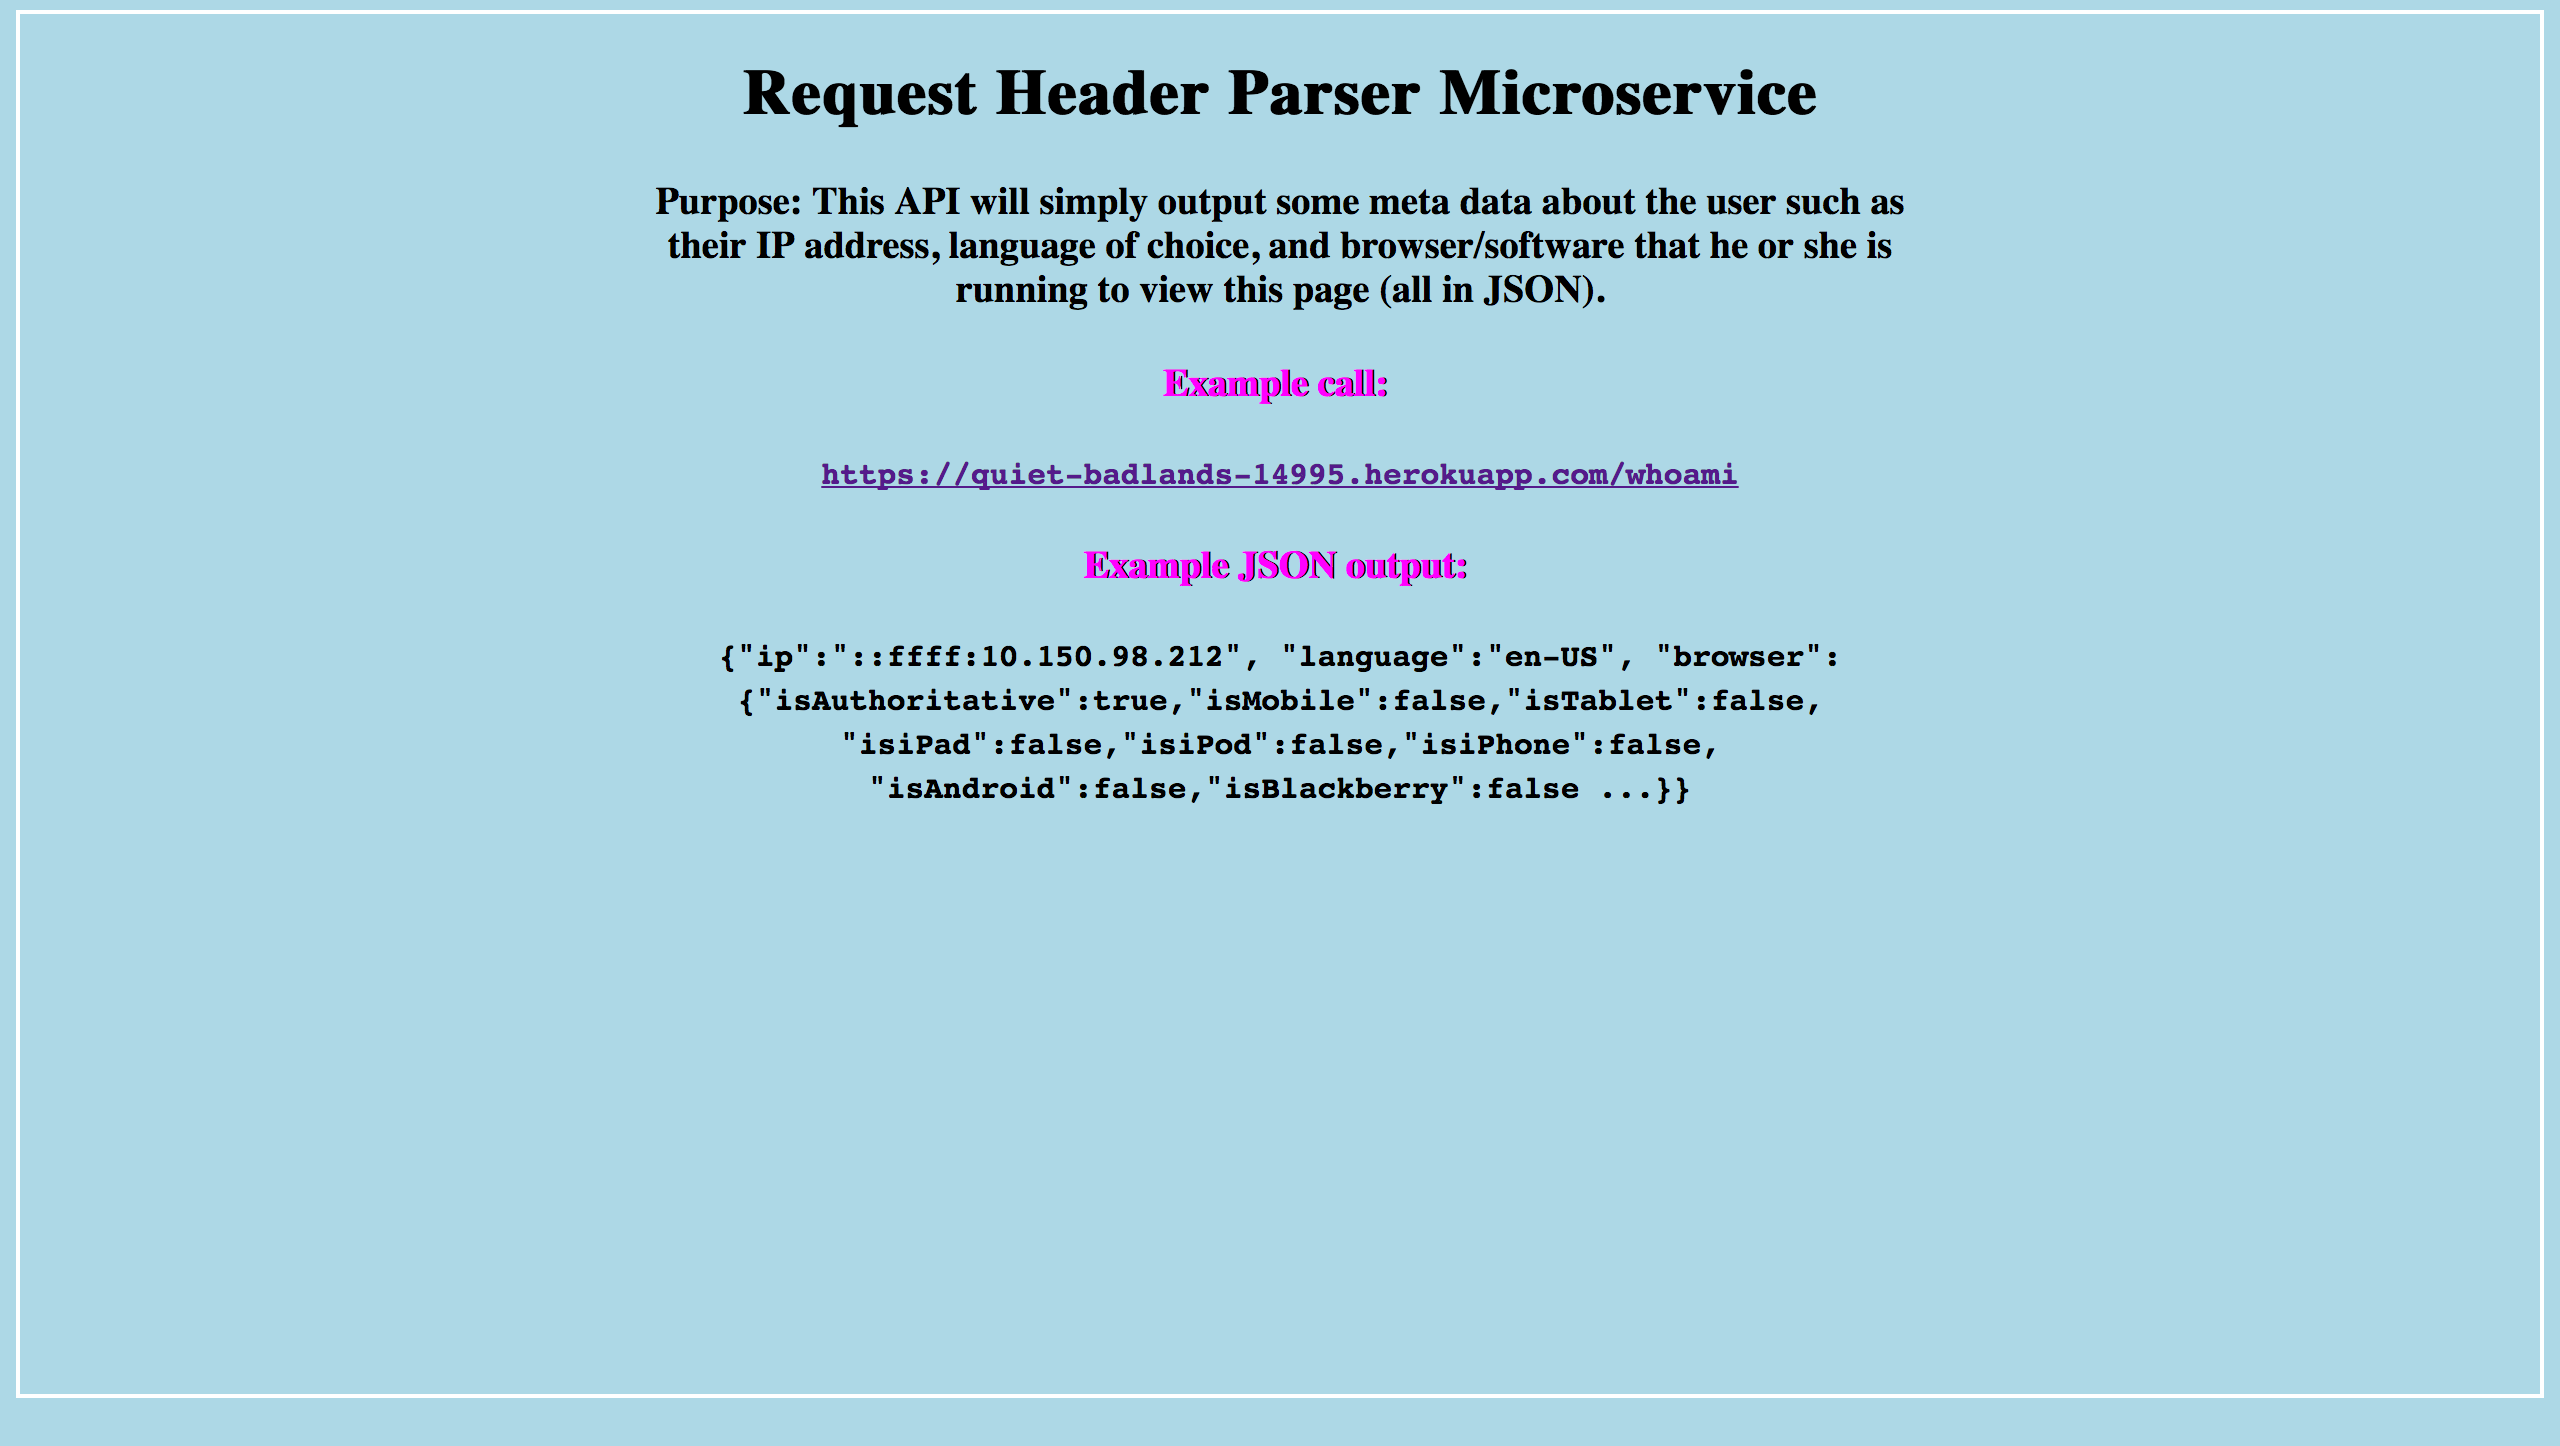 Request Header Parser Microservice
Purpose: This API will simply output some meta data about the user such as
their IP address, language of choice, and browser/software that he or she is
running to view this page (all in JSON).
Example call:
https://quiet-badlands-14995.herokuapp.com/whoami
Example JSON output:
{"ip":"::ffff:10.150.98.212", "language":"en-US", "browser":
{"isAuthoritative":true,"isMobile":false,"isTablet":false,
"isiPad":false,"isiPod":false,"isiPhone":false,
"isAndroid":false,"isBlackberry":false ...}}